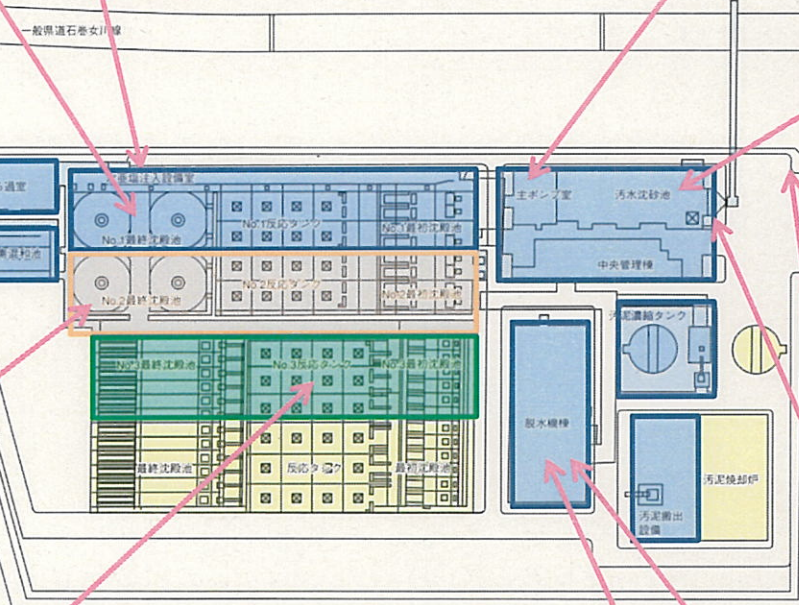 一般県道石巻女川線
次亜塩注入設備室
過室
主ポンプ室
汚水沈砂池
No.1反応タンク
No.1最終沈殿池
No.1最初沈殿池
混和池
中央管理棟
No.2反応タンク
No.2最終沈殿池
No.2最初沈殿池
汚泥濃縮タンク
No.3最終沈殿池
No.3反応タンク
No.3最初沈殿池
脱水機棟
最終沈殿池
反応タンク
最初沈殿池
汚泥焼却炉
汚泥搬出
設備